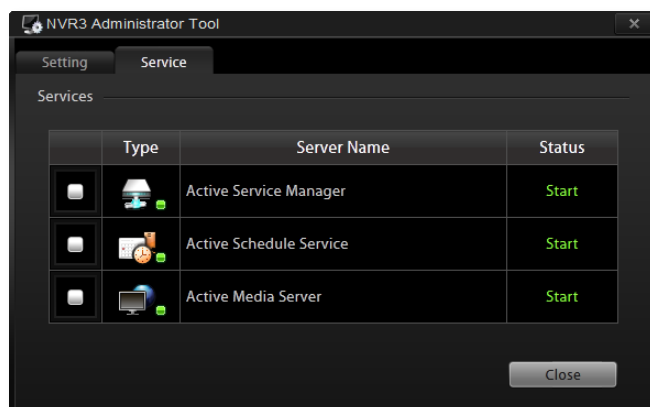 NVR3 Administrator Tool
Setting Service
Services
Type Server Name Status
Active Service Manager Start
Active Schedule Service Start
Active Media Server Start
Close